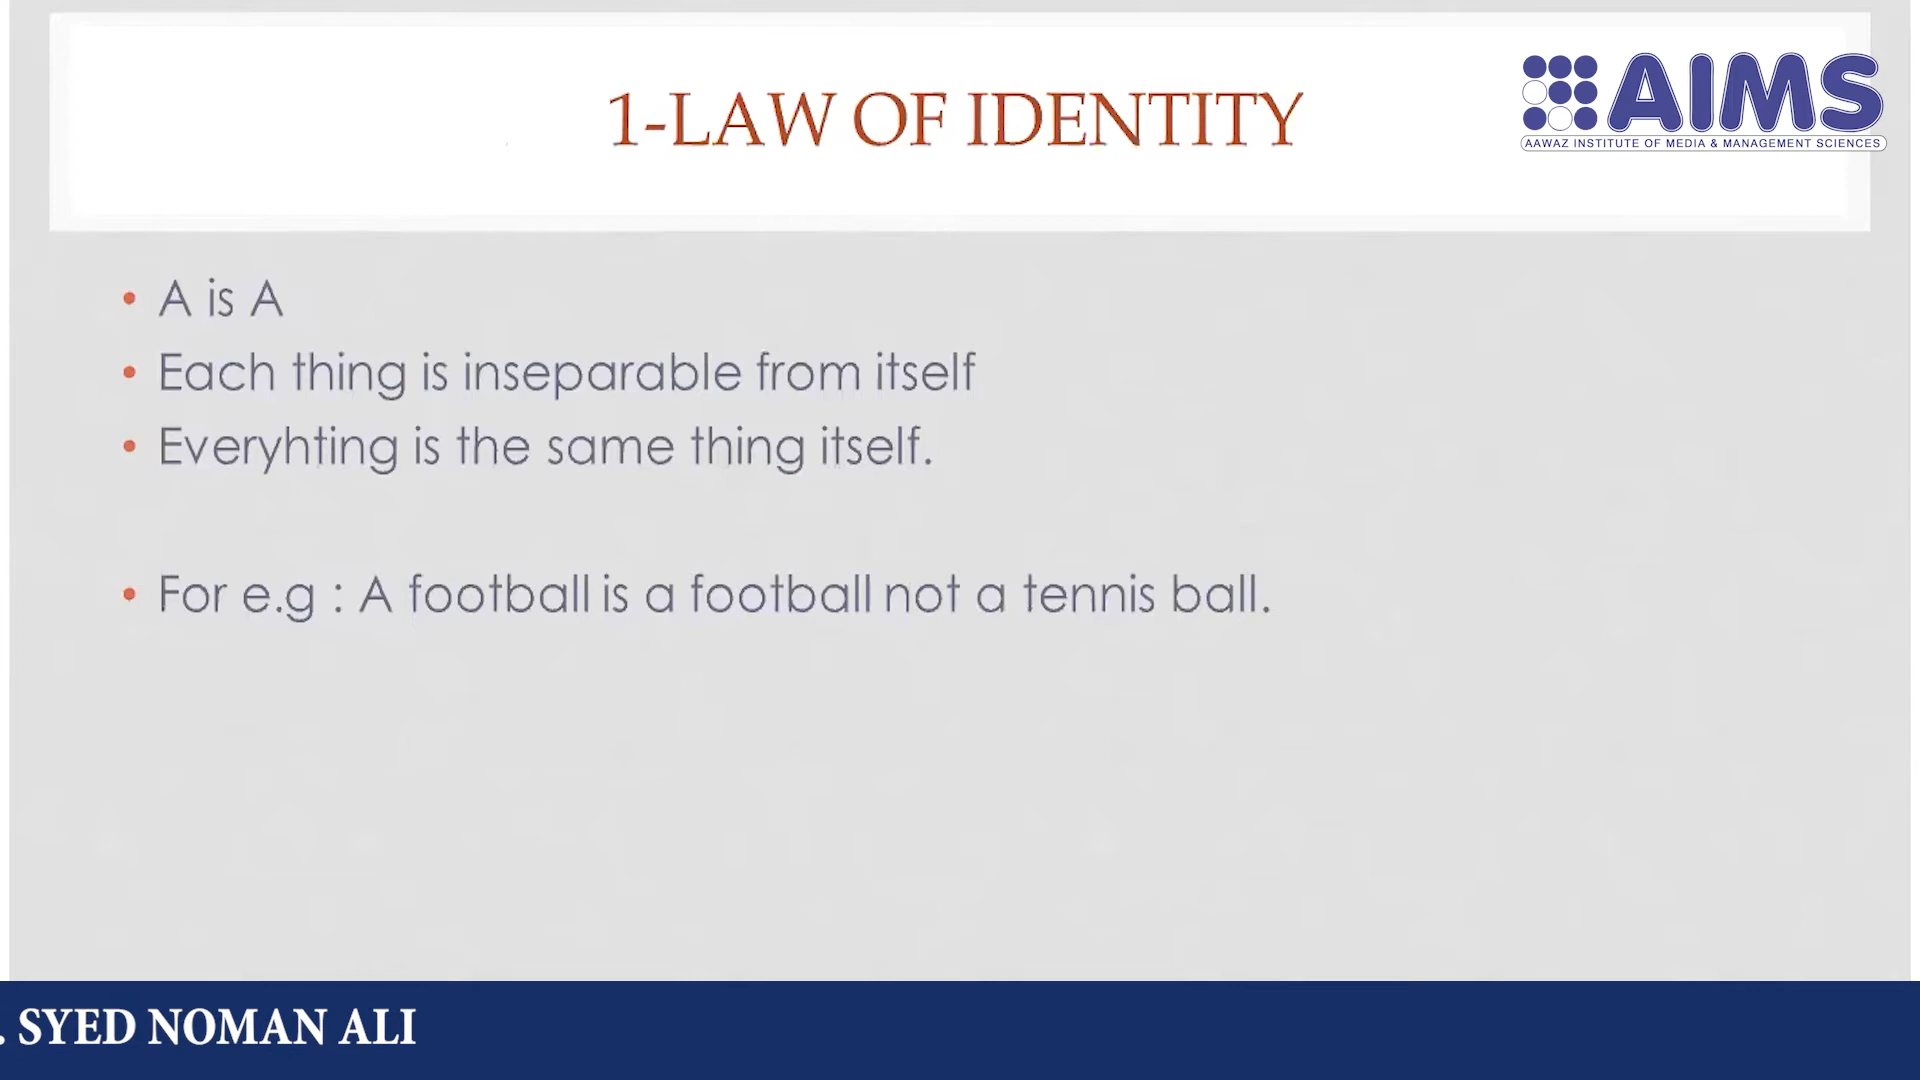 1-LAW OF IDENTITY
AIMS
AAWAZ INSTITUTE OF MEDIA & MANAGEMENT SCIENCES
• A is A
• Each thing is inseparable from itself
• Everyhting is the same thing itself.
• For e.g : A football is a football not a tennis ball.
. SYED NOMAN ALI